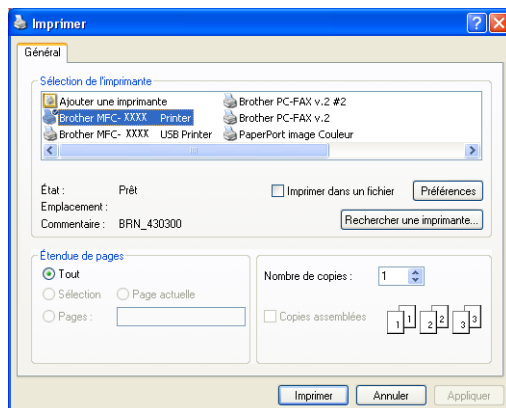 Imprimer
Général
Sélection de l'imprimante
Ajouter une imprimante
Brother PC-FAX v.2 #2
Brother MFC- XXXX Printer
Brother PC-FAX v.2
Brother MFC- XXXX USB Printer
PaperPort image Couleur
État : Prêt
Imprimer dans un fichier
Préférences
Emplacement :
Commentaire : BRN_430300
Rechercher une imprimante...
Étendue de pages
Tout
Sélection
Page actuelle
Pages :
Nombre de copies : 1
Copies assemblées
1 1 2 2 3 3
Imprimer
Annuler
Appliquer